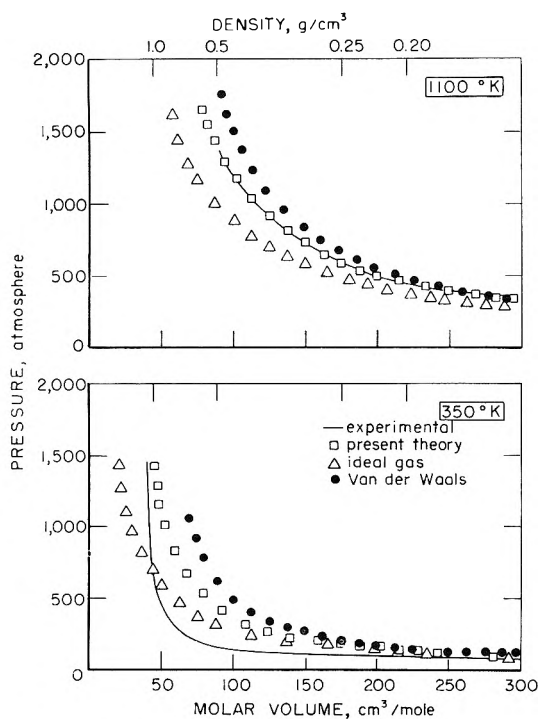 DENSITY, g/cm³
1.0 0.5 0.25 0.20
2,000
1100 °K
1,500
1,000
500
0
PRESSURE, atmosphere
2,000
350 °K
— experimental
□ present theory
△ ideal gas
● Van der Waals
1,500
1,000
500
0
50 100 150 200 250 300
MOLAR VOLUME, cm³/mole